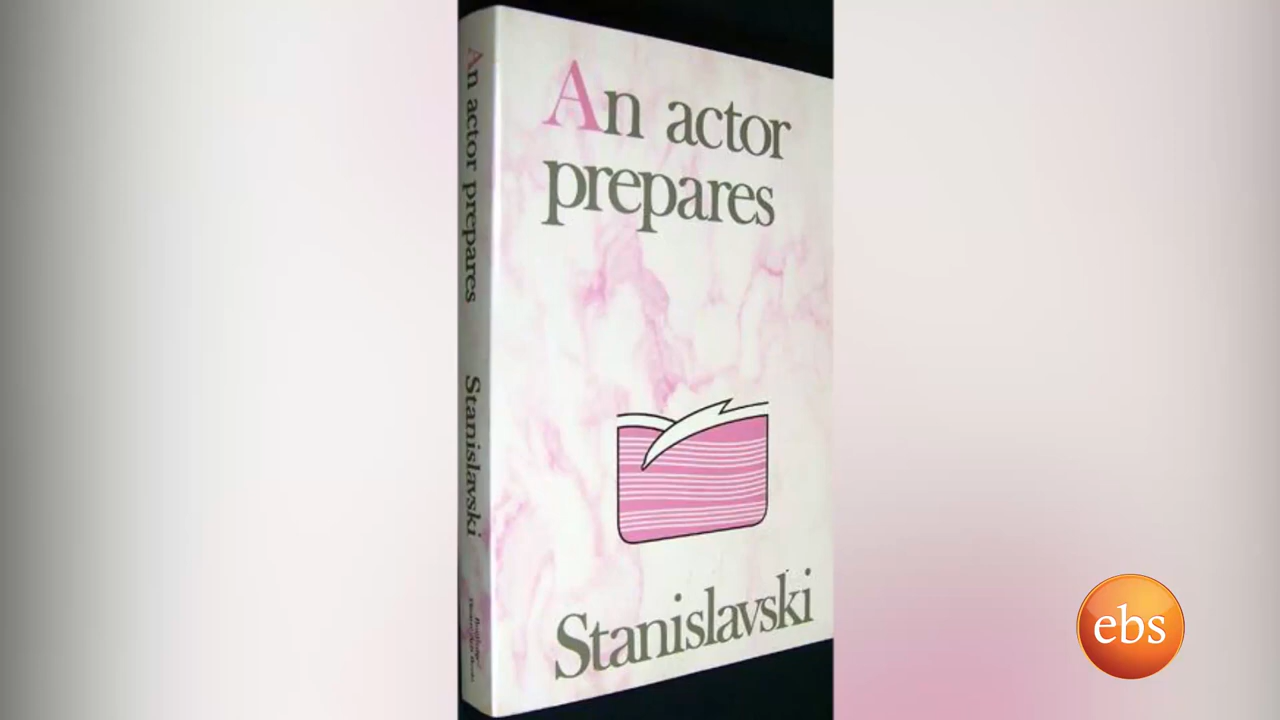 An actor
prepares
Stanislavski
An actor prepares
Stanislavski
ebs